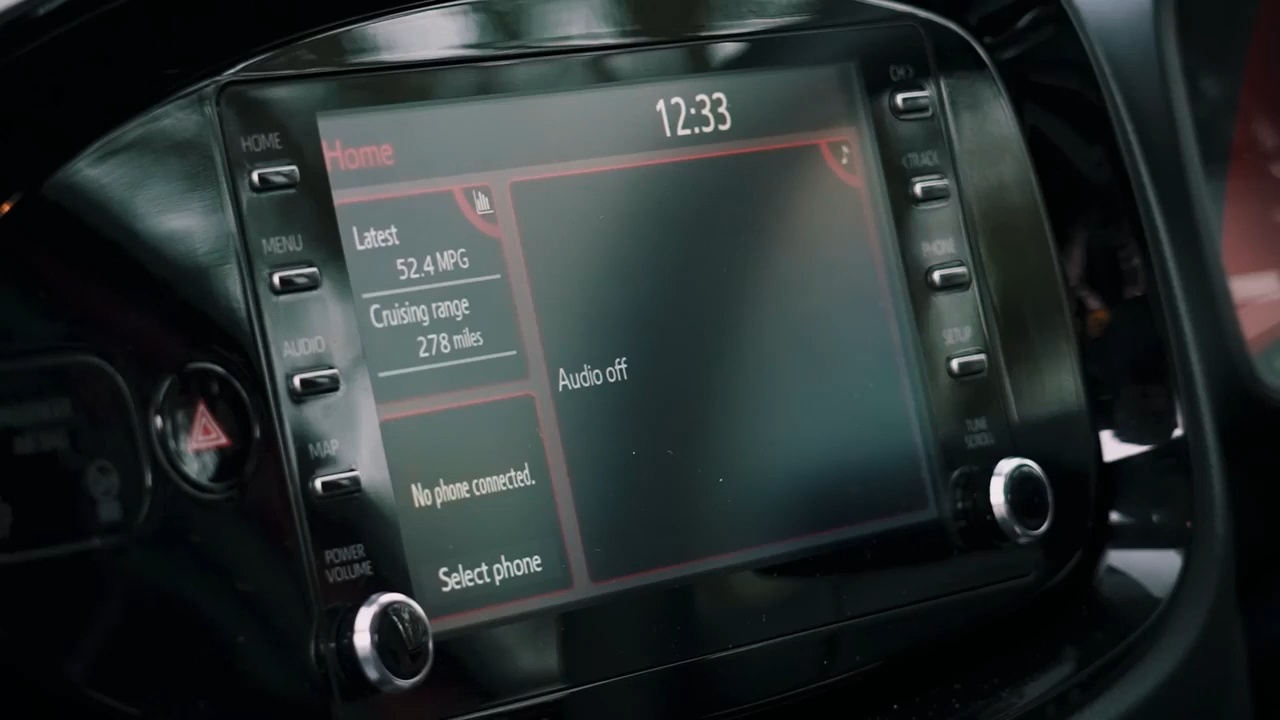 HOME
MENU
AUDIO
MAP
POWER
VOLUME
Home
12:33
Latest
52.4 MPG
Cruising range
278 miles
No phone connected.
Select phone
Audio off
CH >
< TRACK
PHONE
SETUP
TUNE
SCROLL